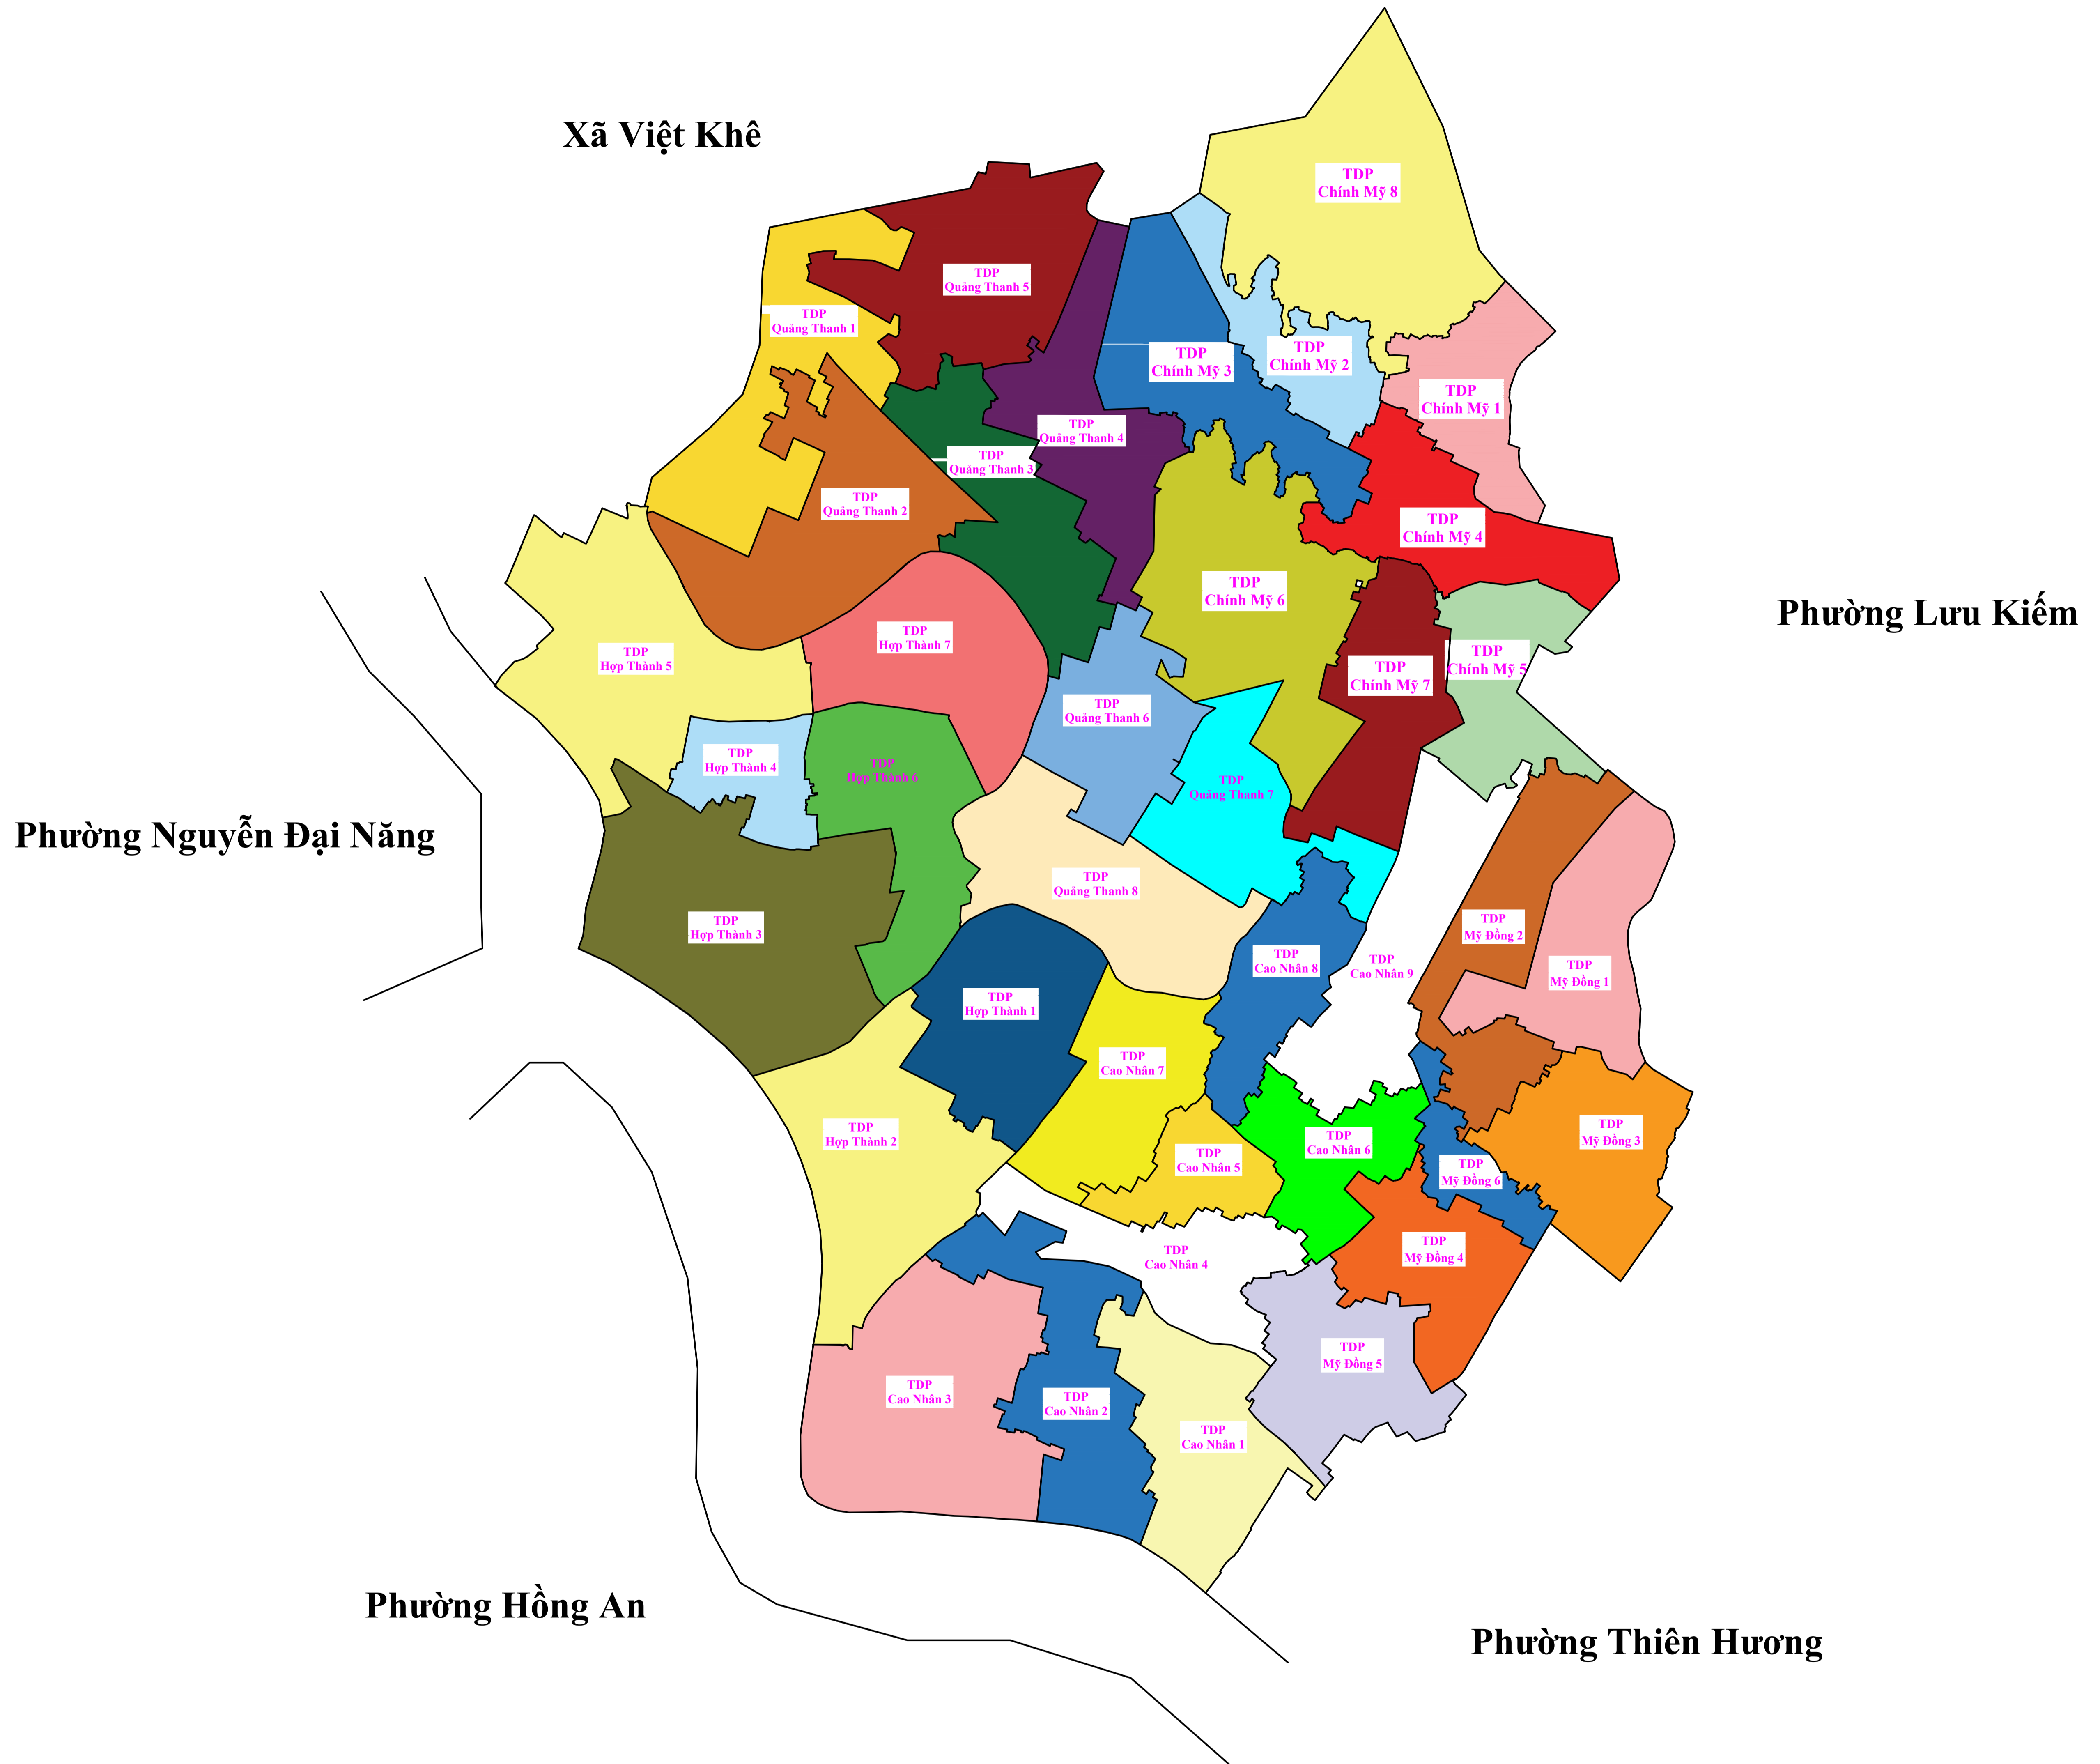 Xã Việt Khê
TDP
Chính Mỹ 8
TDP
Quảng Thanh 5
TDP
Quảng Thanh 1
TDP
Chính Mỹ 3
TDP
Chính Mỹ 2
TDP
Chính Mỹ 1
TDP
Quảng Thanh 4
TDP
Quảng Thanh 3
TDP
Quảng Thanh 2
TDP
Chính Mỹ 4
TDP
Chính Mỹ 6
Phường Lưu Kiếm
TDP
Hợp Thành 7
TDP
Hợp Thành 5
TDP
Chính Mỹ 7
TDP
Chính Mỹ 5
TDP
Quảng Thanh 6
TDP
Hợp Thành 4
TDP
Hợp Thành 6
TDP
Quảng Thanh 7
Phường Nguyễn Đại Năng
TDP
Quảng Thanh 8
TDP
Hợp Thành 3
TDP
Mỹ Đồng 2
TDP
Cao Nhân 8
TDP
Cao Nhân 9
TDP
Mỹ Đồng 1
TDP
Hợp Thành 1
TDP
Cao Nhân 7
TDP
Hợp Thành 2
TDP
Cao Nhân 6
TDP
Mỹ Đồng 3
TDP
Cao Nhân 5
TDP
Mỹ Đồng 6
TDP
Cao Nhân 4
TDP
Mỹ Đồng 4
TDP
Mỹ Đồng 5
TDP
Cao Nhân 3
TDP
Cao Nhân 2
TDP
Cao Nhân 1
Phường Hồng An
Phường Thiên Hương